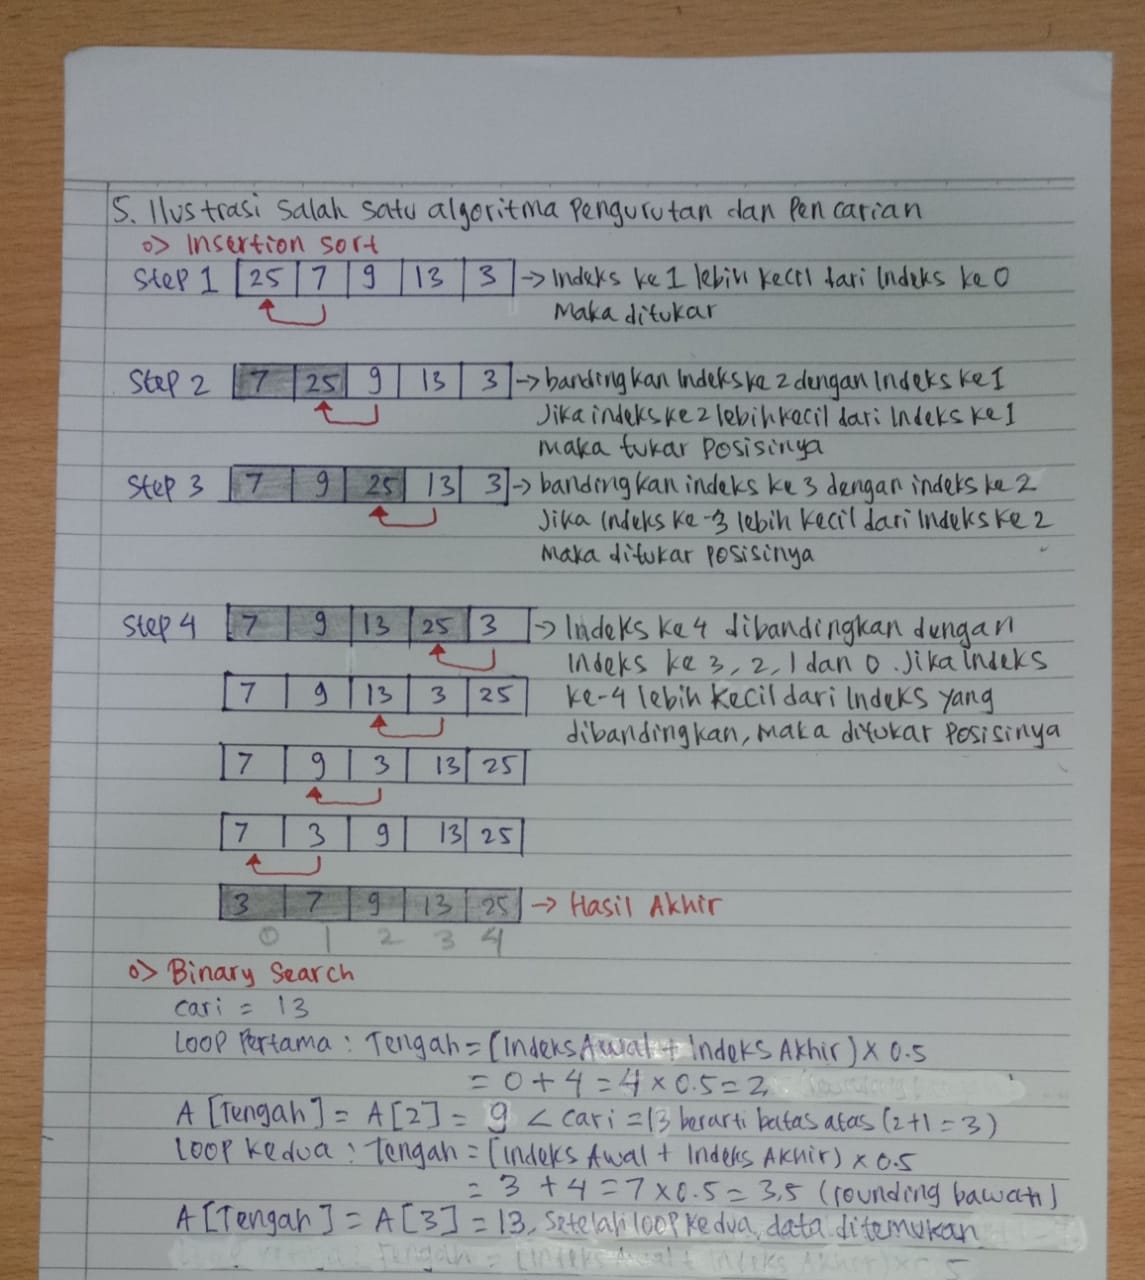 5. Ilustrasi salah satu algoritma Pengurutan dan Pencarian
o> Insertion sort
Step 1 25 7 9 13 3 -> Indeks ke 1 lebih kecil dari Indeks ke 0
Maka ditukar
Step 2 7 25 9 13 3 -> bandingkan Indeks ke 2 dengan Indeks ke 1
Jika indeks ke 2 lebih kecil dari Indeks ke 1
maka tukar Posisinya
Step 3 7 9 25 13 3 -> bandingkan indeks ke 3 dengan indeks ke 2
Jika Indeks ke-3 lebih kecil dari Indeks ke 2
maka ditukar posisinya
Step 4 7 9 13 25 3 -> Indeks ke 4 dibandingkan dengan
Indeks ke 3, 2, 1 dan 0. Jika indeks
7 9 13 3 25 ke-4 lebih kecil dari Indeks yang
dibandingkan, maka ditukar Posisinya
7 9 3 13 25
7 3 9 13 25
3 7 9 13 25 -> Hasil Akhir
0 1 2 3 4
o> Binary Search
cari = 13
Loop Pertama : Tengah = (Indeks Awal + Indeks Akhir) x 0.5
= 0 + 4 = 4 x 0.5 = 2
A [Tengah] = A [2] = 9 < cari = 13 berarti batas atas (2+1 = 3)
Loop kedua : Tengah = (indeks Awal + Indeks Akhir) x 0.5
= 3 + 4 = 7 x 0.5 = 3,5 (rounding bawah)
A [Tengah] = A [3] = 13, Setelah loop kedua, data ditemukan